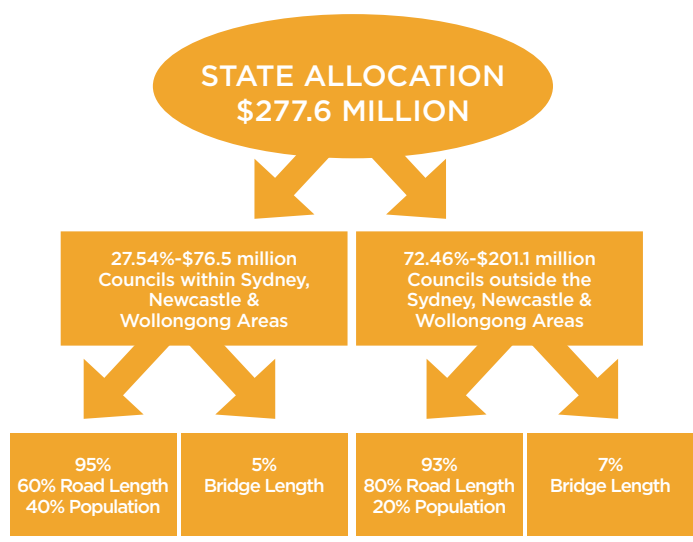 STATE ALLOCATION
$277.6 MILLION
27.54%-$76.5 million
Councils within Sydney,
Newcastle &
Wollongong Areas
72.46%-$201.1 million
Councils outside the
Sydney, Newcastle &
Wollongong Areas
95%
60% Road Length
40% Population
5%
Bridge Length
93%
80% Road Length
20% Population
7%
Bridge Length